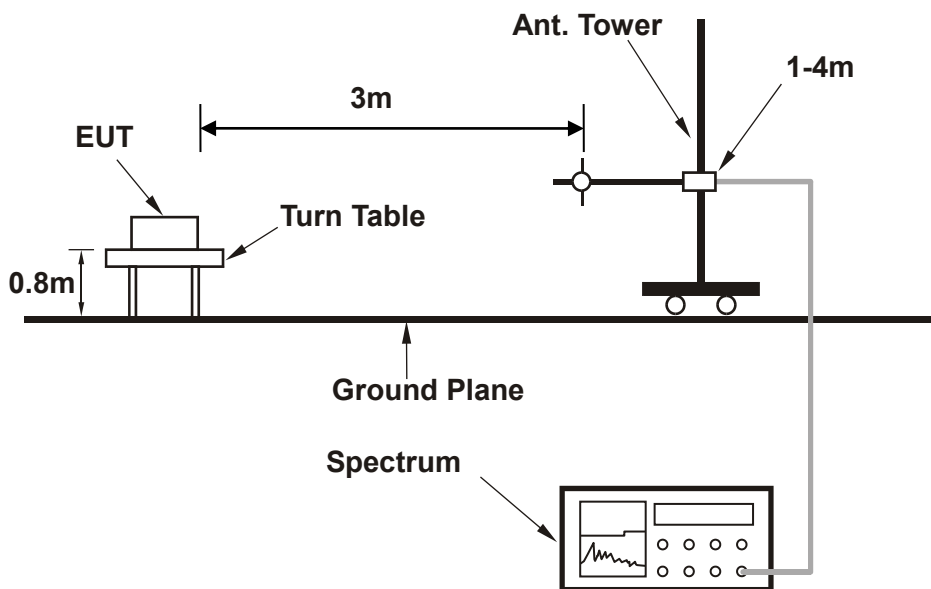 Ant. Tower
1-4m
3m
EUT
Turn Table
0.8m
Ground Plane
Spectrum